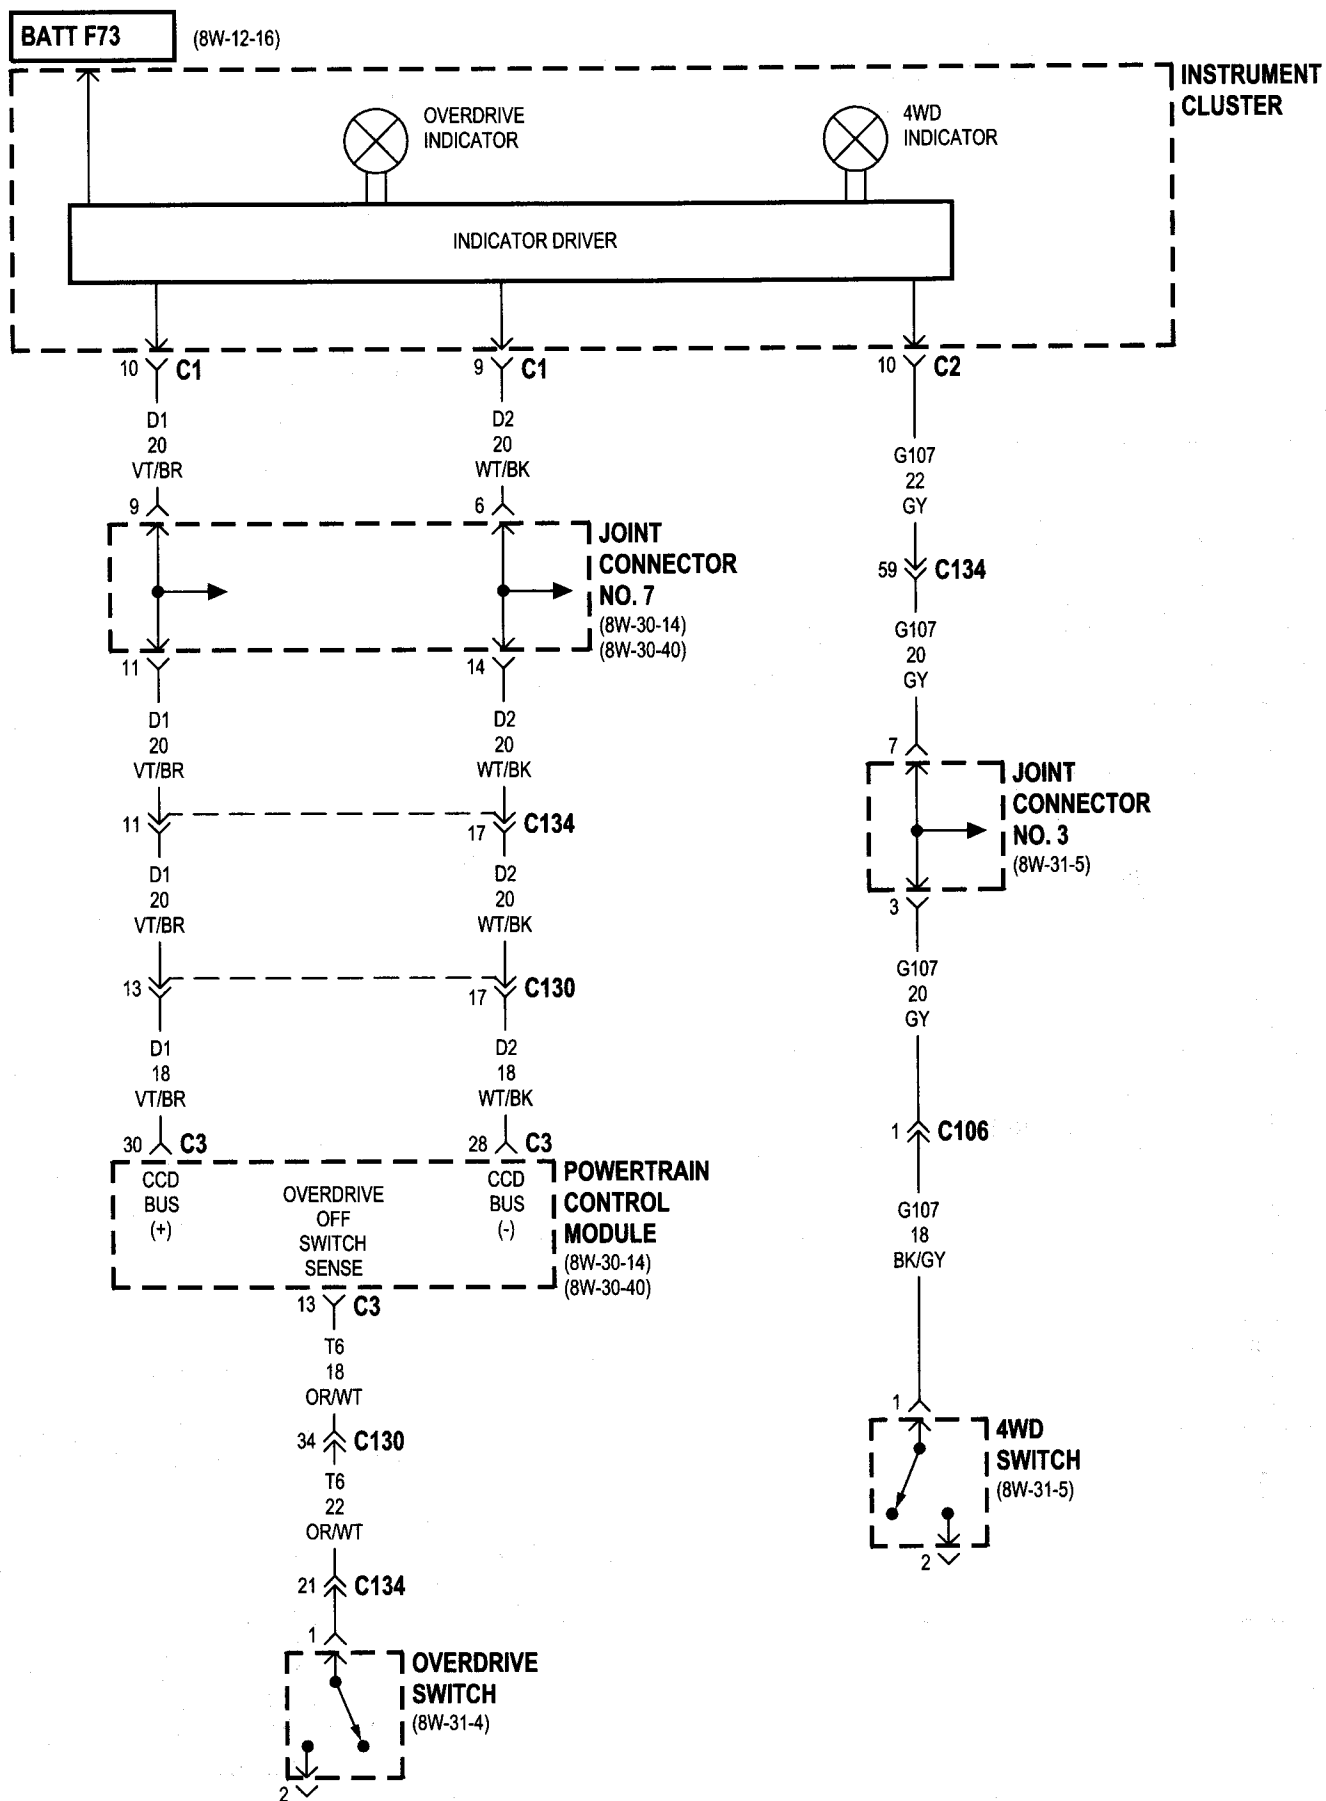 BATT F73
(8W-12-16)
INSTRUMENT
CLUSTER
OVERDRIVE
INDICATOR
4WD
INDICATOR
INDICATOR DRIVER
10 C1
9 C1
10 C2
D1
20
VT/BR
D2
20
WT/BK
G107
22
GY
9
6
JOINT
CONNECTOR
NO. 7
(8W-30-14)
(8W-30-40)
59 C134
G107
20
GY
11
14
D1
20
VT/BR
D2
20
WT/BK
7
JOINT
CONNECTOR
NO. 3
(8W-31-5)
3
11
17
C134
D1
20
VT/BR
D2
20
WT/BK
G107
20
GY
13
17
C130
D1
18
VT/BR
D2
18
WT/BK
1 C106
30 C3
28 C3
CCD
BUS
(+)
OVERDRIVE
OFF
SWITCH
SENSE
CCD
BUS
(-)
POWERTRAIN
CONTROL
MODULE
(8W-30-14)
(8W-30-40)
G107
18
BK/GY
13 C3
T6
18
OR/WT
34 C130
T6
22
OR/WT
21 C134
1
4WD
SWITCH
(8W-31-5)
2
1
OVERDRIVE
SWITCH
(8W-31-4)
2